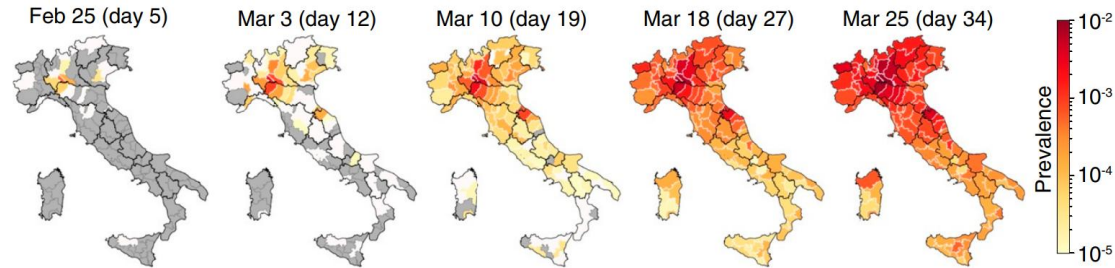 Feb 25 (day 5)
Mar 3 (day 12)
Mar 10 (day 19)
Mar 18 (day 27)
Mar 25 (day 34)
10⁻²
10⁻³
10⁻⁴
10⁻⁵
Prevalence